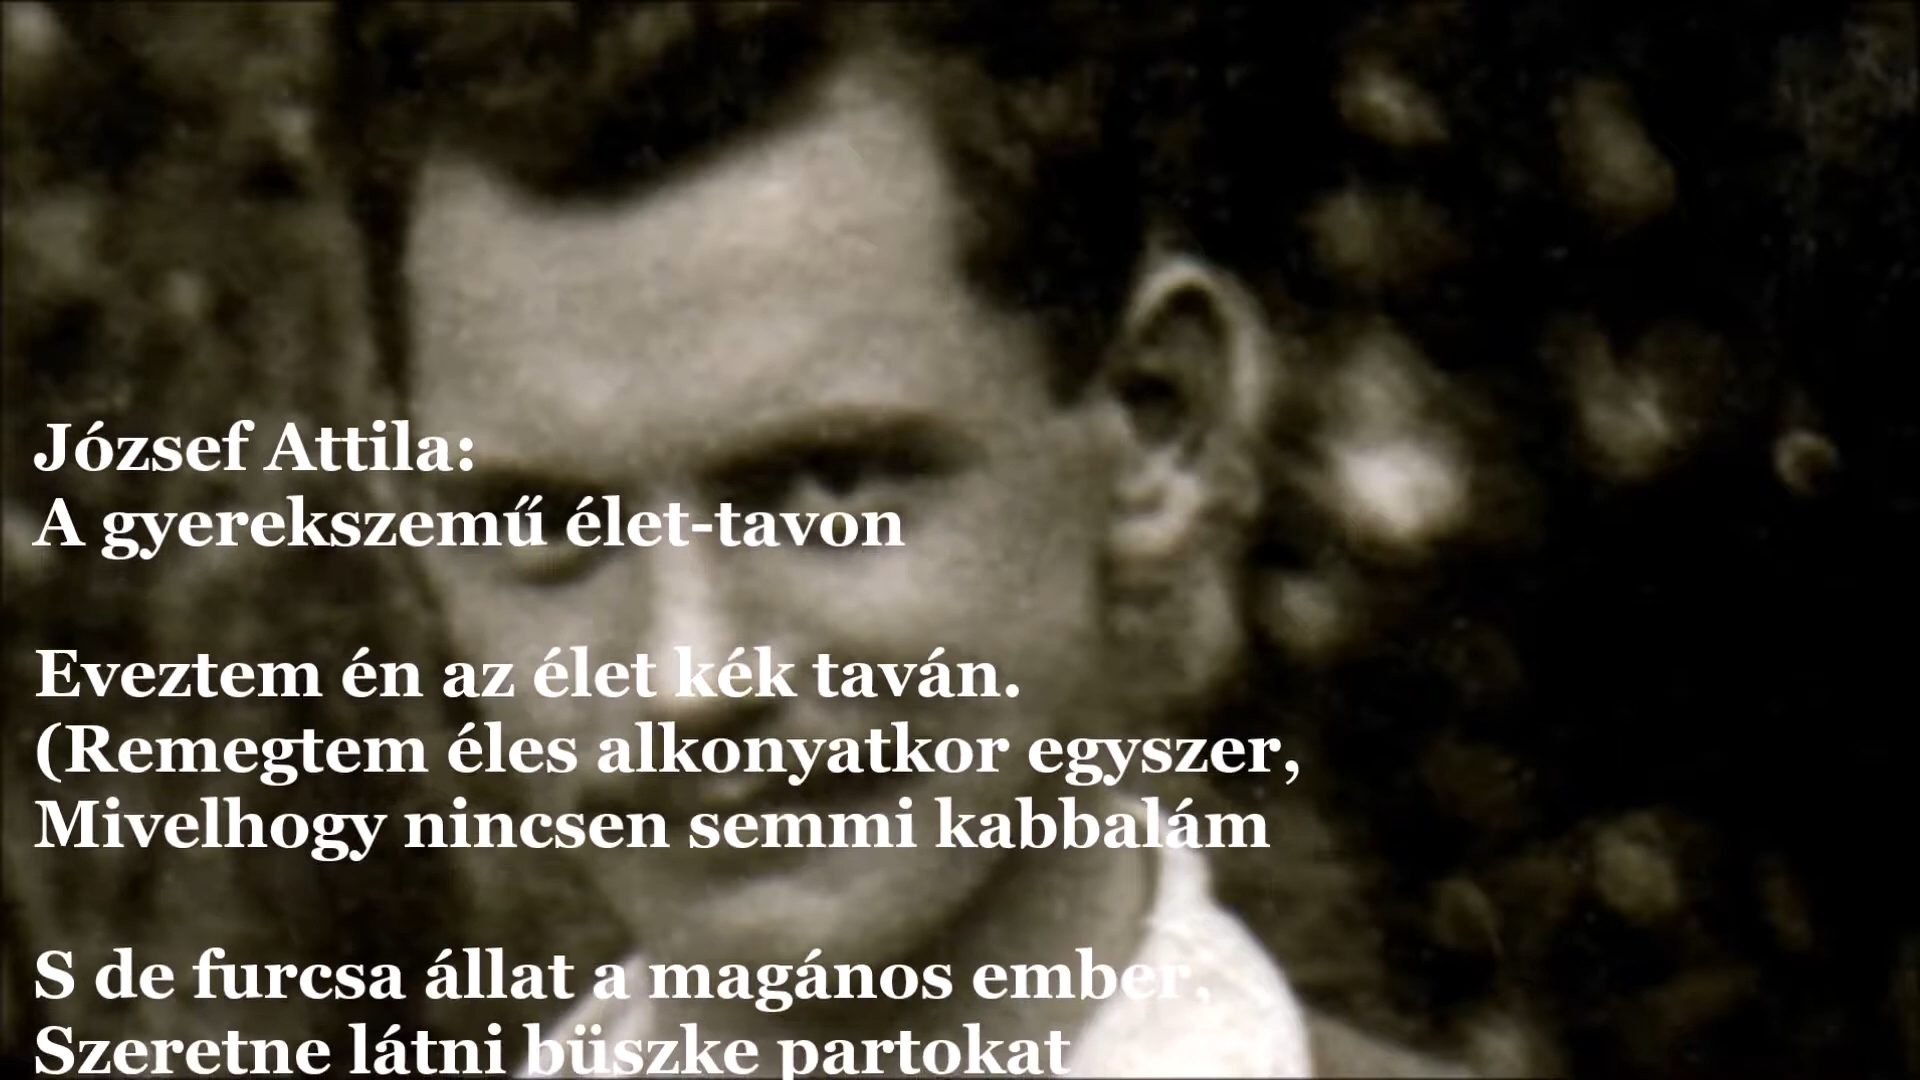 József Attila:
A gyerekszemű élet-tavon
Eveztem én az élet kék taván.
(Remegtem éles alkonyatkor egyszer,
Mivelhogy nincsen semmi kabbalám
S de furcsa állat a magános ember,
Szeretne látni büszke partokat